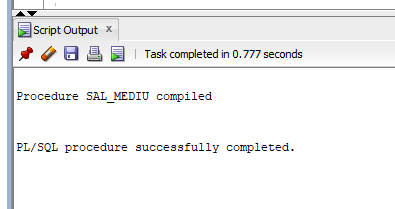 Script Output ×
Task completed in 0.777 seconds
Procedure SAL_MEDIU compiled
PL/SQL procedure successfully completed.